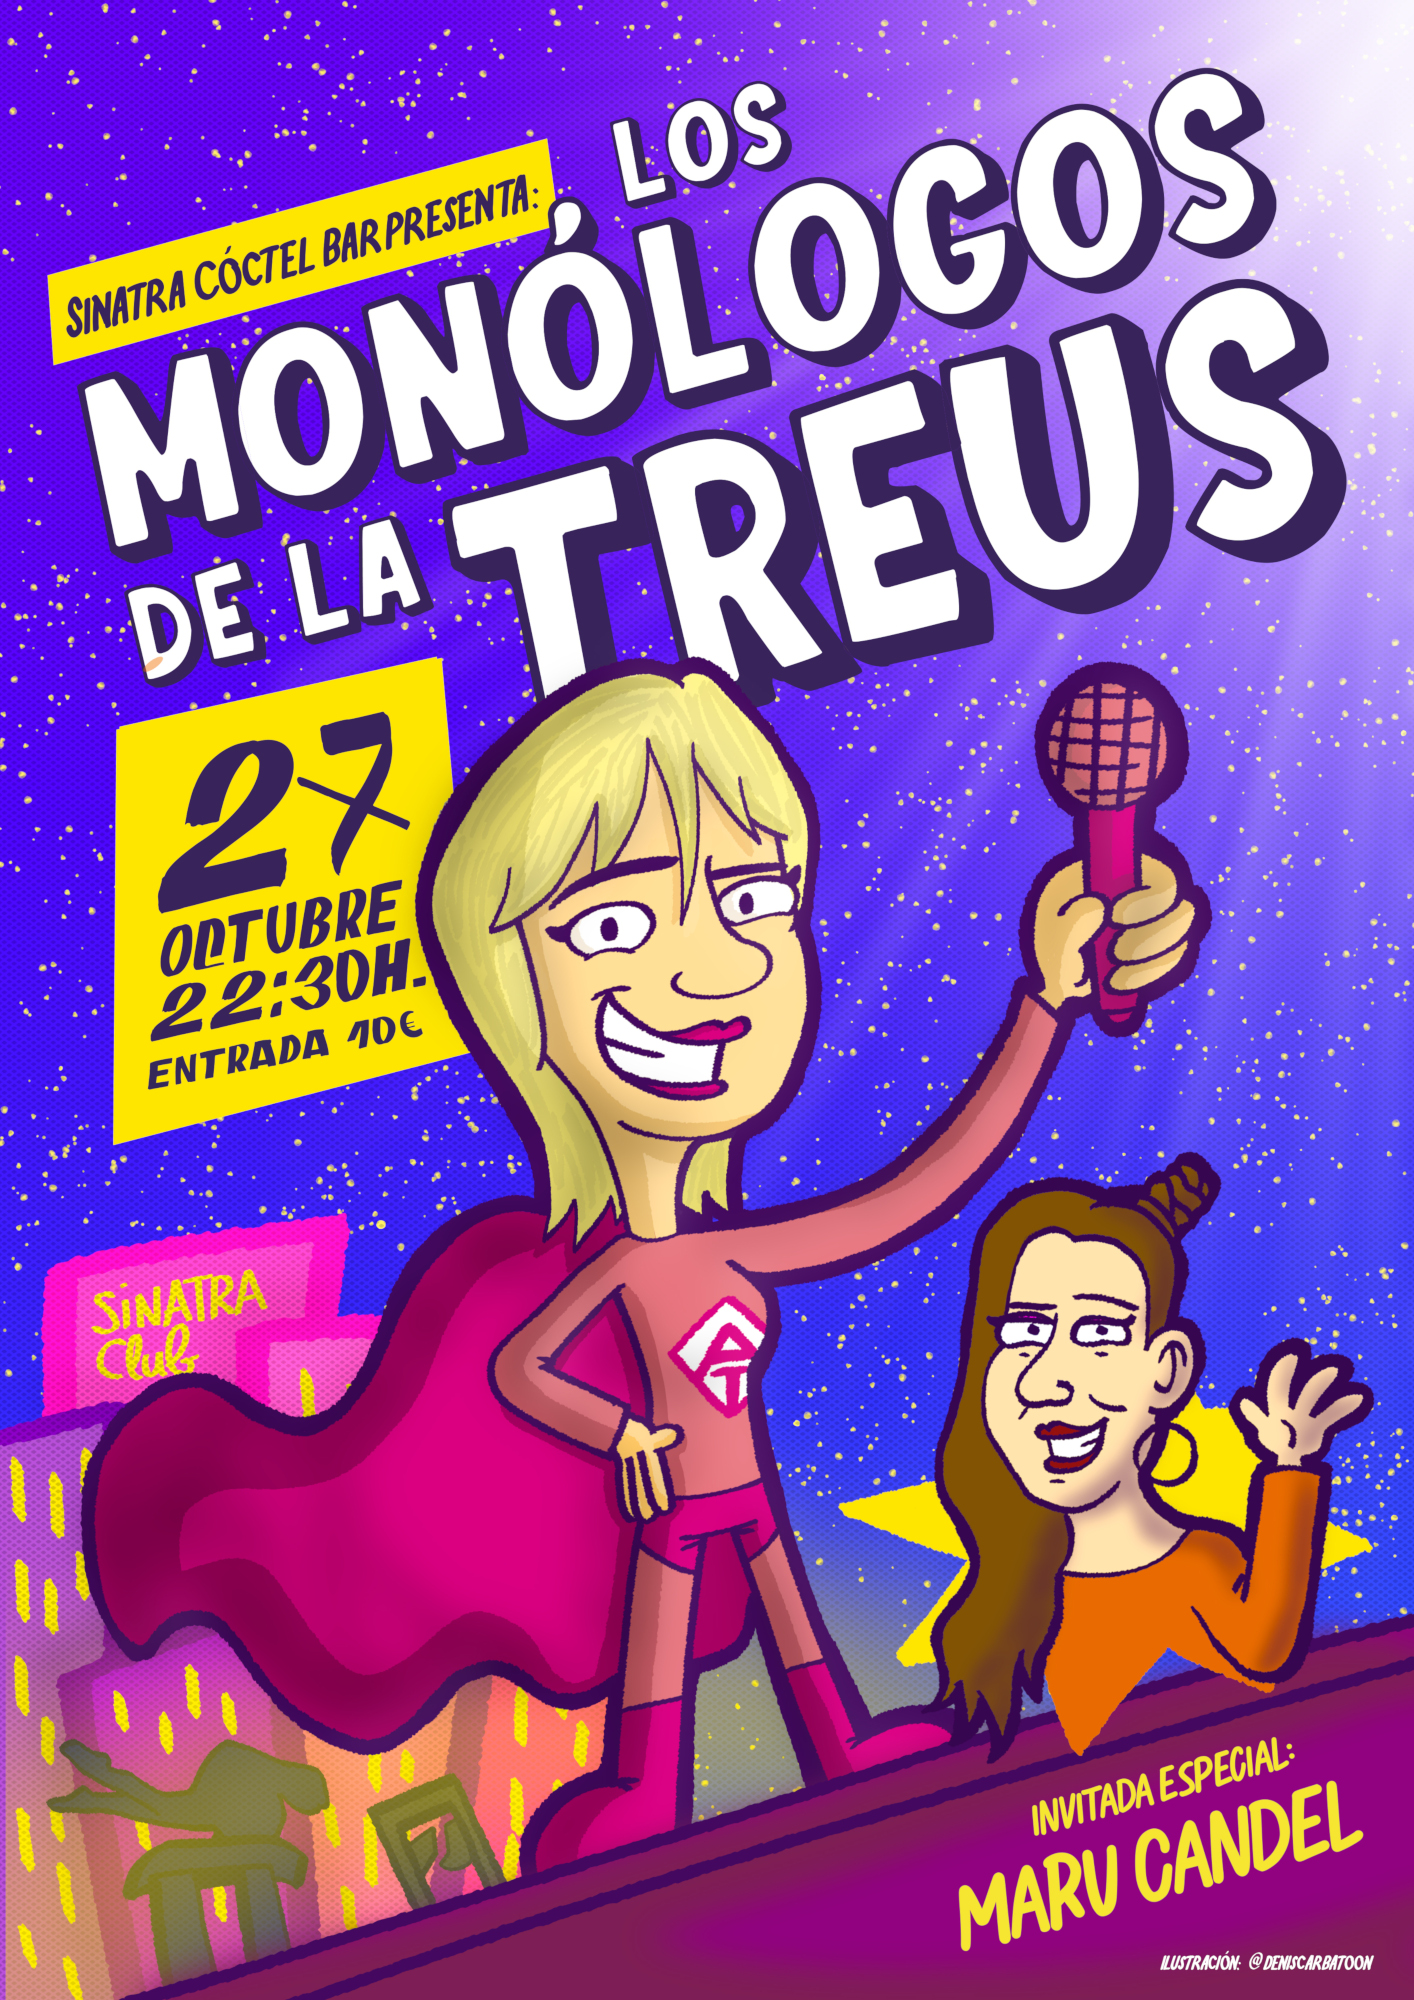 SINATRA CÓCTEL BAR PRESENTA:
LOS
MONÓLOGOS
DE LA TREUS
27
OCTUBRE
22:30H.
ENTRADA 10€
SINATRA
Club
AT
INVITADA ESPECIAL:
MARU CANDEL
ILUSTRACIÓN: @DENISCARBATOON